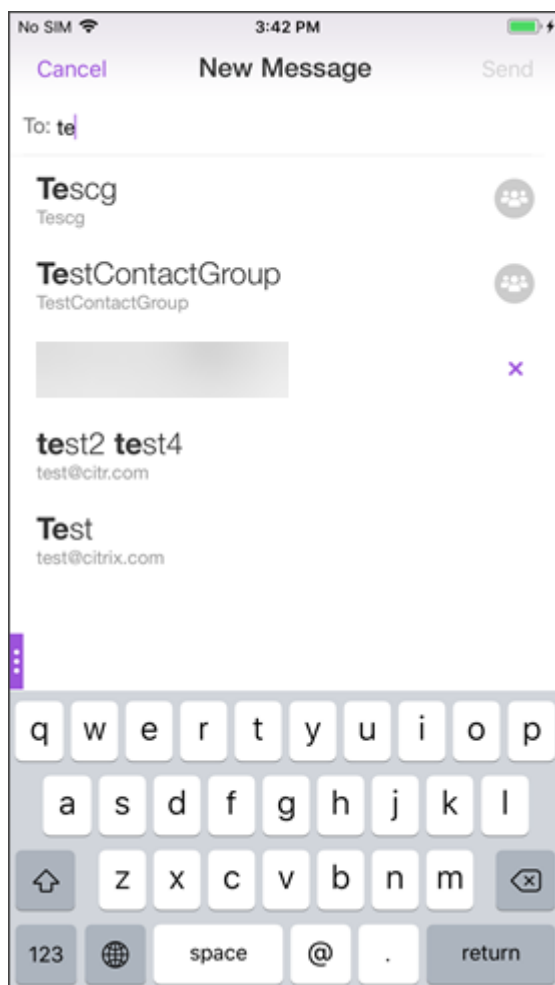 No SIM 3:42 PM
Cancel New Message Send
To: te
Tescg
Tescg
TestContactGroup
TestContactGroup
test2 test4
test@citr.com
Test
test@citrix.com
q w e r t y u i o p
a s d f g h j k l
z x c v b n m
123 space @ . return